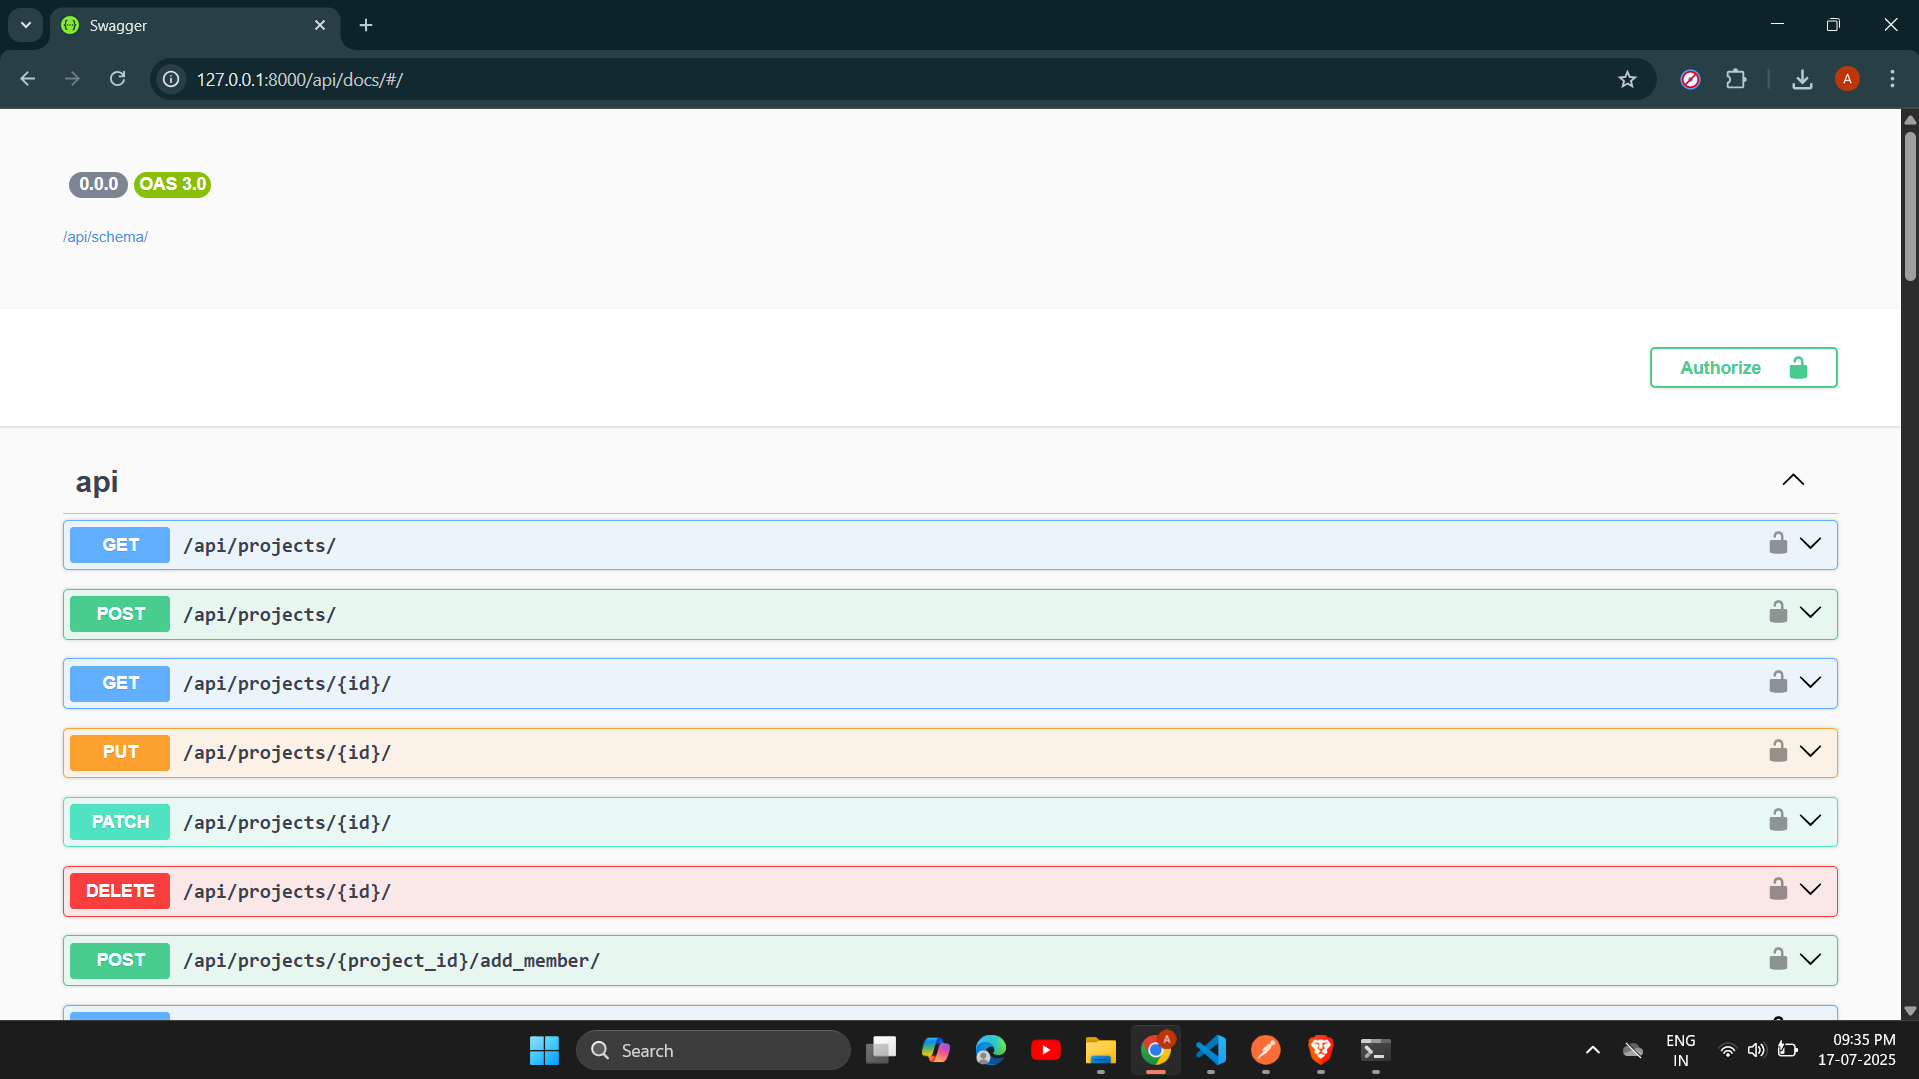 Swagger
127.0.0.1:8000/api/docs/#/
A
0.0.0 OAS 3.0
/api/schema/
Authorize
api
GET /api/projects/
POST /api/projects/
GET /api/projects/{id}/
PUT /api/projects/{id}/
PATCH /api/projects/{id}/
DELETE /api/projects/{id}/
POST /api/projects/{project_id}/add_member/
Search
A
ENG
IN
09:35 PM
17-07-2025